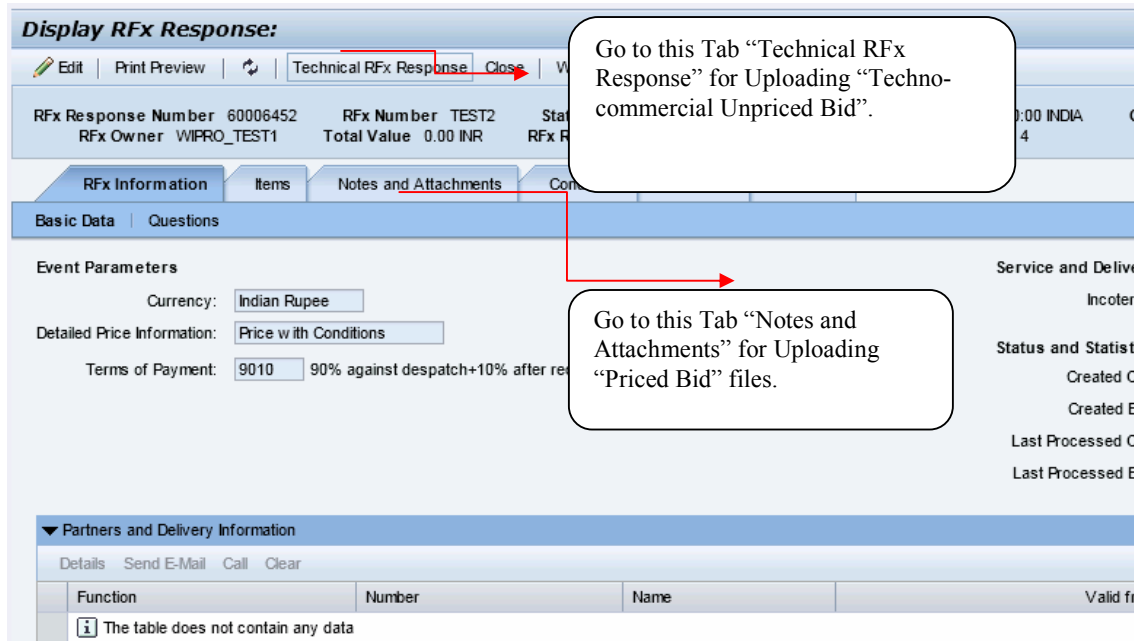 Display RFx Response:
Edit | Print Preview | Technical RFx Response Close | W
Go to this Tab “Technical RFx
Response” for Uploading “Techno-
commercial Unpriced Bid”.
RFx Response Number 60006452 RFx Number TEST2 Stat :00 INDIA
RFx Owner WIPRO_TEST1 Total Value 0.00 INR RFx R 4
RFx Information Items Notes and Attachments Con
Basic Data | Questions
Event Parameters Service and Delive
Currency: Indian Rupee Incoter
Detailed Price Information: Price with Conditions
Terms of Payment: 9010 90% against despatch+10% after rec
Go to this Tab “Notes and
Attachments” for Uploading
“Priced Bid” files.
Status and Statist
Created O
Created B
Last Processed O
Last Processed B
Partners and Delivery Information
Details Send E-Mail Call Clear
Function Number Name Valid fr
The table does not contain any data